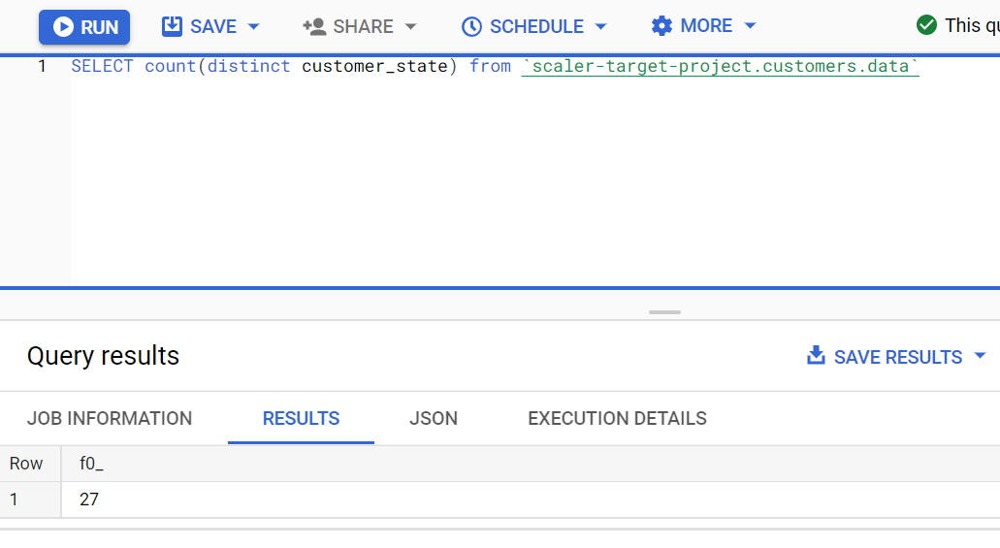 RUN SAVE SHARE SCHEDULE MORE This qu
1 SELECT count(distinct customer_state) from `scaler-target-project.customers.data`
Query results SAVE RESULTS
JOB INFORMATION RESULTS JSON EXECUTION DETAILS
Row f0_
1 27